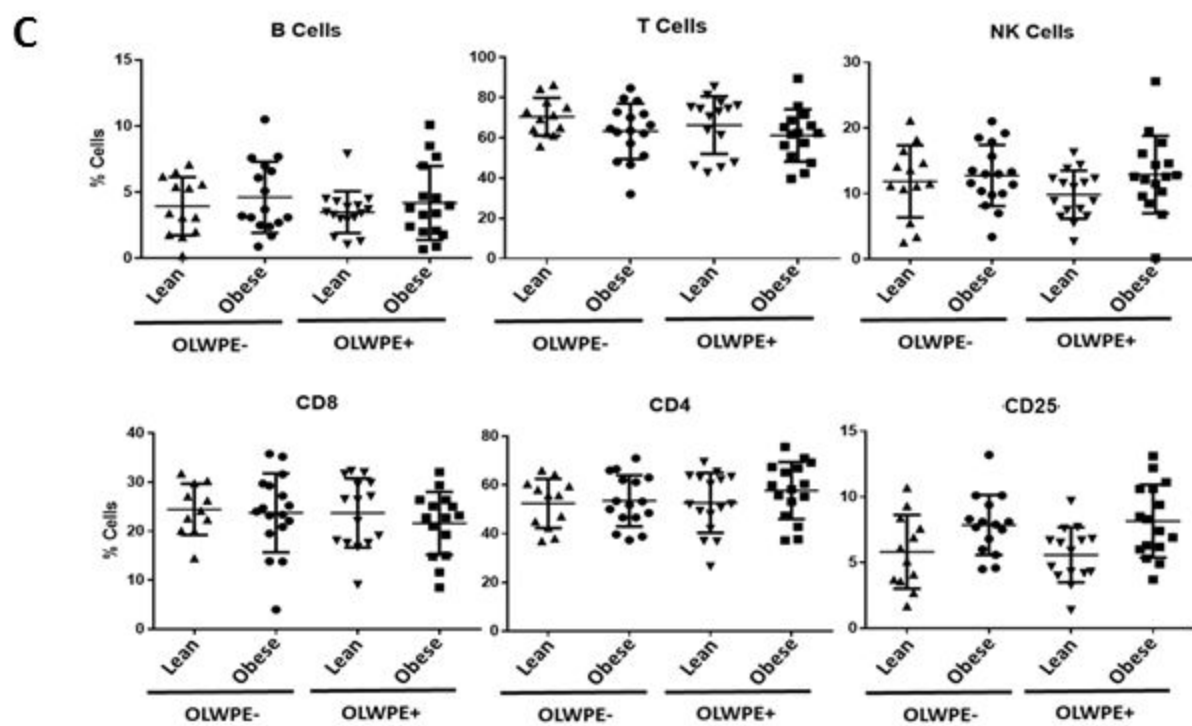 C
B Cells
T Cells
NK Cells
% Cells
15
10
5
0
100
80
60
40
20
0
30
20
10
0
Lean
Obese
Lean
Obese
Lean
Obese
Lean
Obese
Lean
Obese
Lean
Obese
OLWPE-
OLWPE+
OLWPE-
OLWPE+
OLWPE-
OLWPE+
CD8
CD4
CD25
% Cells
40
30
20
10
0
80
60
40
20
0
15
10
5
0
Lean
Obese
Lean
Obese
Lean
Obese
Lean
Obese
Lean
Obese
Lean
Obese
OLWPE-
OLWPE+
OLWPE-
OLWPE+
OLWPE-
OLWPE+